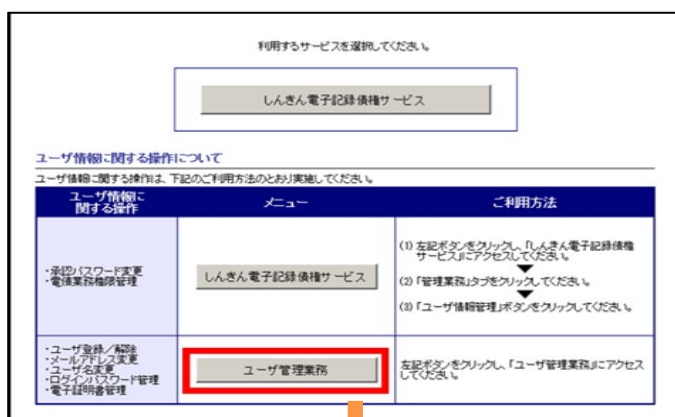 利用するサービスを選択してください。
しんきん電子記録債権サービス
ユーザ情報に関する操作について
ユーザ情報に関する操作は、下記のご利用方法のとおり実施してください。
ユーザ情報に
関する操作
メニュー
ご利用方法
・承認パスワード変更
・電債業務権限管理
しんきん電子記録債権サービス
(1) 左記ボタンをクリックし、「しんきん電子記録債権
サービス」にアクセスしてください。
▼
(2) 「管理業務」タブをクリックしてください。
▼
(3) 「ユーザ情報管理」ボタンをクリックしてください。
・ユーザ登録/解除
・メールアドレス変更
・ユーザ名変更
・ログインパスワード管理
・電子証明書管理
ユーザ管理業務
左記ボタンをクリックし、「ユーザ管理業務」にアクセス
してください。